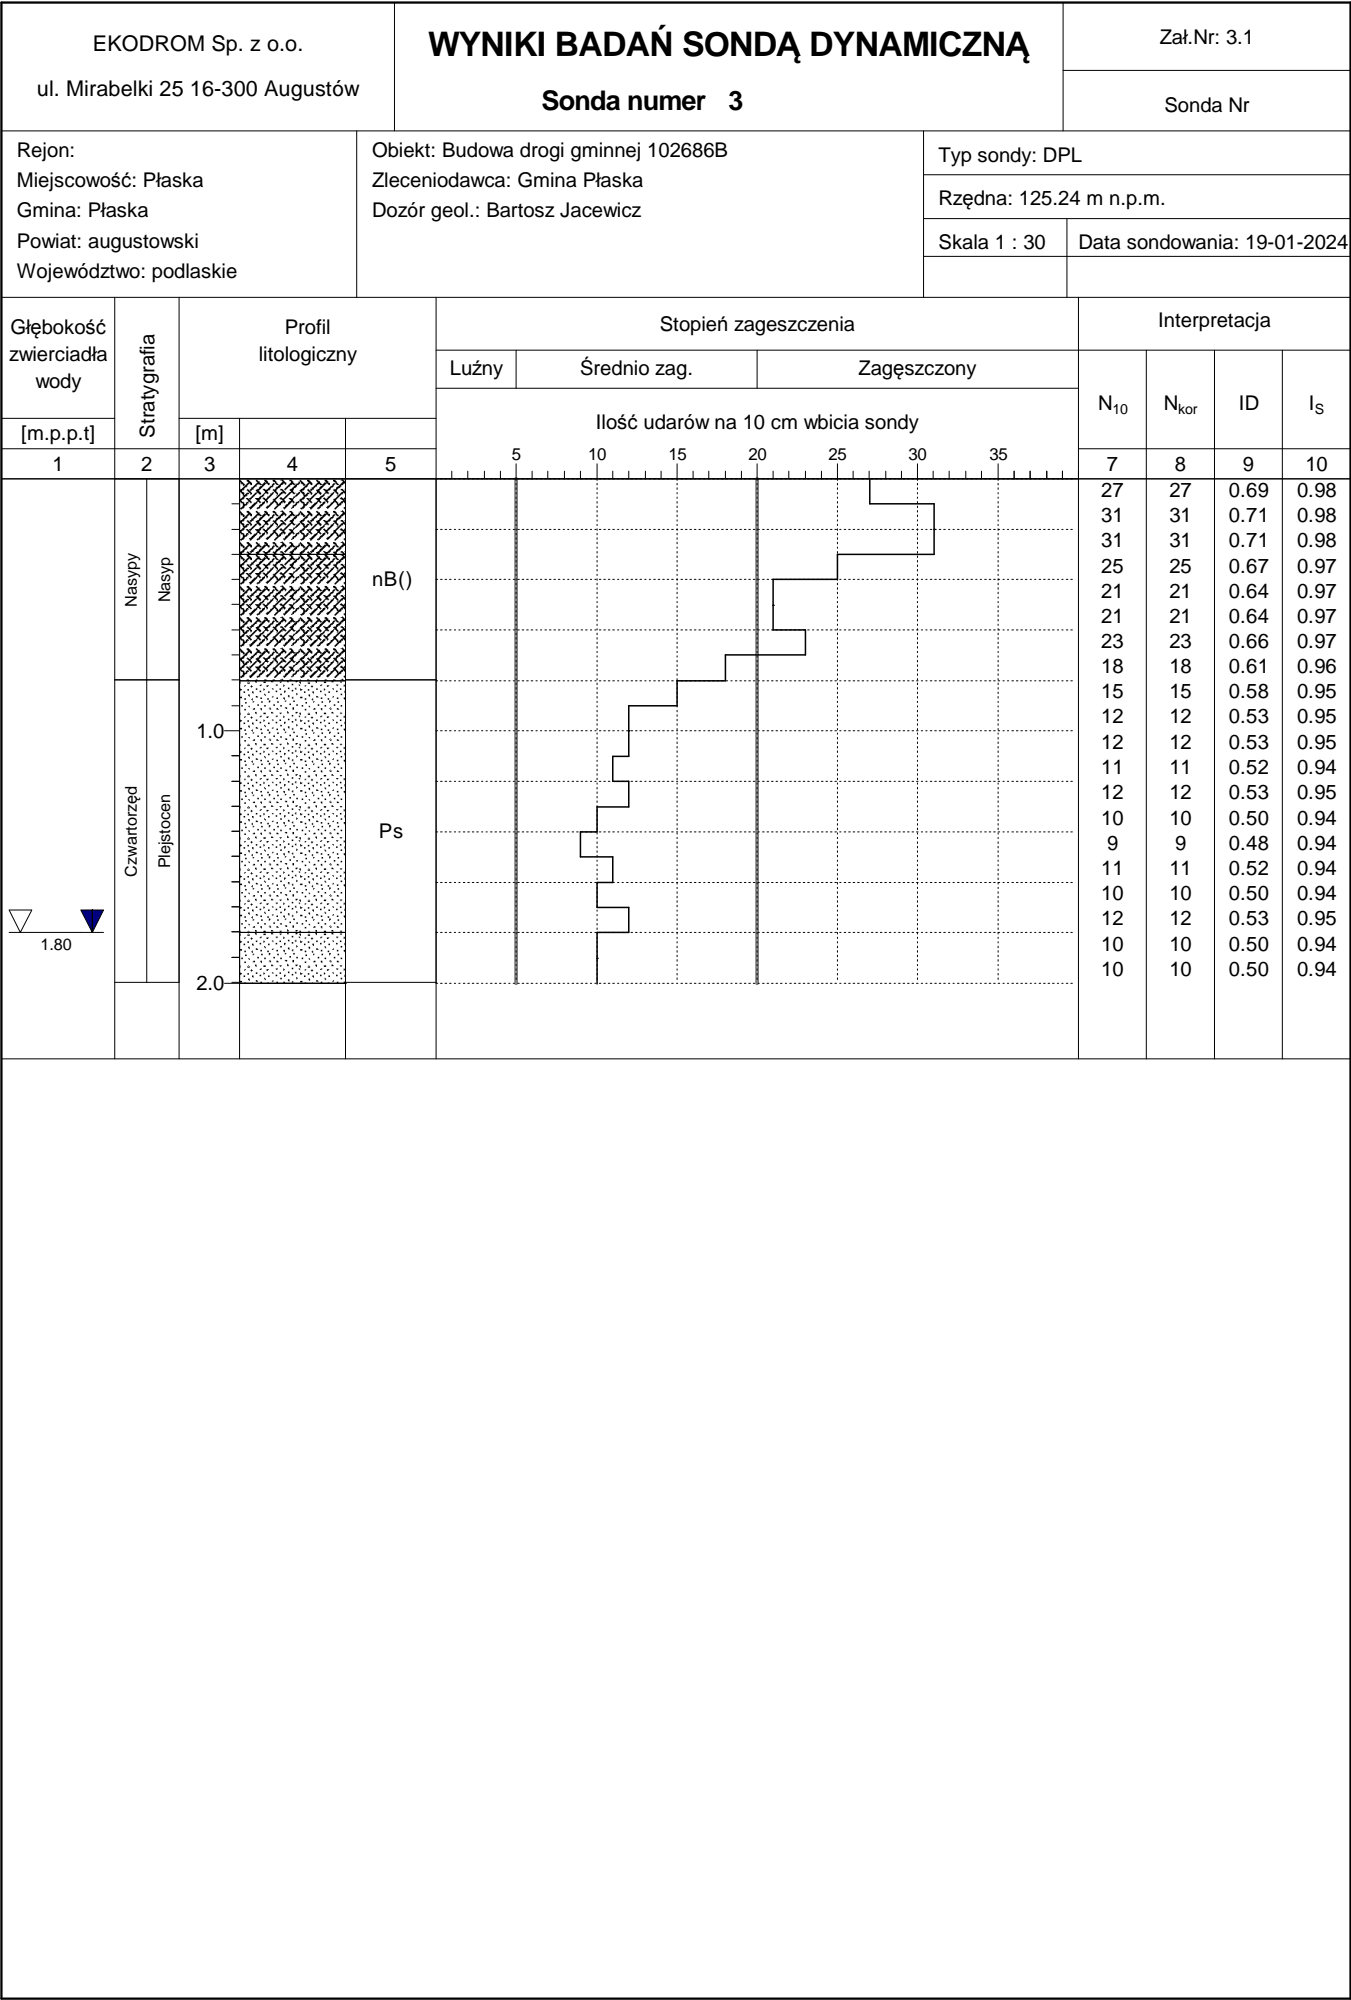 EKODROM Sp. z o.o.
ul. Mirabelki 25 16-300 Augustów
WYNIKI BADAŃ SONDĄ DYNAMICZNĄ
Sonda numer 3
Zał.Nr: 3.1
Sonda Nr
Rejon:
Miejscowość: Płaska
Gmina: Płaska
Powiat: augustowski
Województwo: podlaskie
Obiekt: Budowa drogi gminnej 102686B
Zleceniodawca: Gmina Płaska
Dozór geol.: Bartosz Jacewicz
Typ sondy: DPL
Rzędna: 125.24 m n.p.m.
Skala 1 : 30
Data sondowania: 19-01-2024
Głębokość
zwierciadła
wody
[m.p.p.t]
Stratygrafia
Profil
litologiczny
[m]
Stopień zageszczenia
Luźny
Średnio zag.
Zagęszczony
Ilość udarów na 10 cm wbicia sondy
Interpretacja
N10
Nkor
ID
IS
1 2 3 4 5
5 10 15 20 25 30 35
7 8 9 10
Nasypy
Nasyp
nB()
Czwartorzęd
Plejstocen
Ps
1.0
2.0
1.80
27 27 0.69 0.98
31 31 0.71 0.98
31 31 0.71 0.98
25 25 0.67 0.97
21 21 0.64 0.97
21 21 0.64 0.97
23 23 0.66 0.97
18 18 0.61 0.96
15 15 0.58 0.95
12 12 0.53 0.95
12 12 0.53 0.95
11 11 0.52 0.94
12 12 0.53 0.95
10 10 0.50 0.94
9 9 0.48 0.94
11 11 0.52 0.94
10 10 0.50 0.94
12 12 0.53 0.95
10 10 0.50 0.94
10 10 0.50 0.94